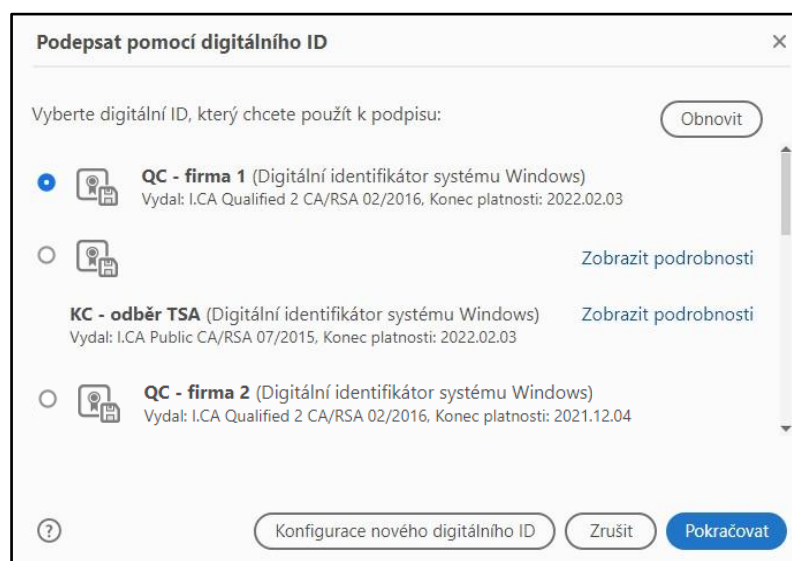 Podepsat pomocí digitálního ID
Vyberte digitální ID, který chcete použít k podpisu:
Obnovit
QC - firma 1 (Digitální identifikátor systému Windows)
Vydal: I.CA Qualified 2 CA/RSA 02/2016, Konec platnosti: 2022.02.03
Zobrazit podrobnosti
KC - odběr TSA (Digitální identifikátor systému Windows)
Zobrazit podrobnosti
Vydal: I.CA Public CA/RSA 07/2015, Konec platnosti: 2022.02.03
QC - firma 2 (Digitální identifikátor systému Windows)
Vydal: I.CA Qualified 2 CA/RSA 02/2016, Konec platnosti: 2021.12.04
Konfigurace nového digitálního ID
Zrušit
Pokračovat